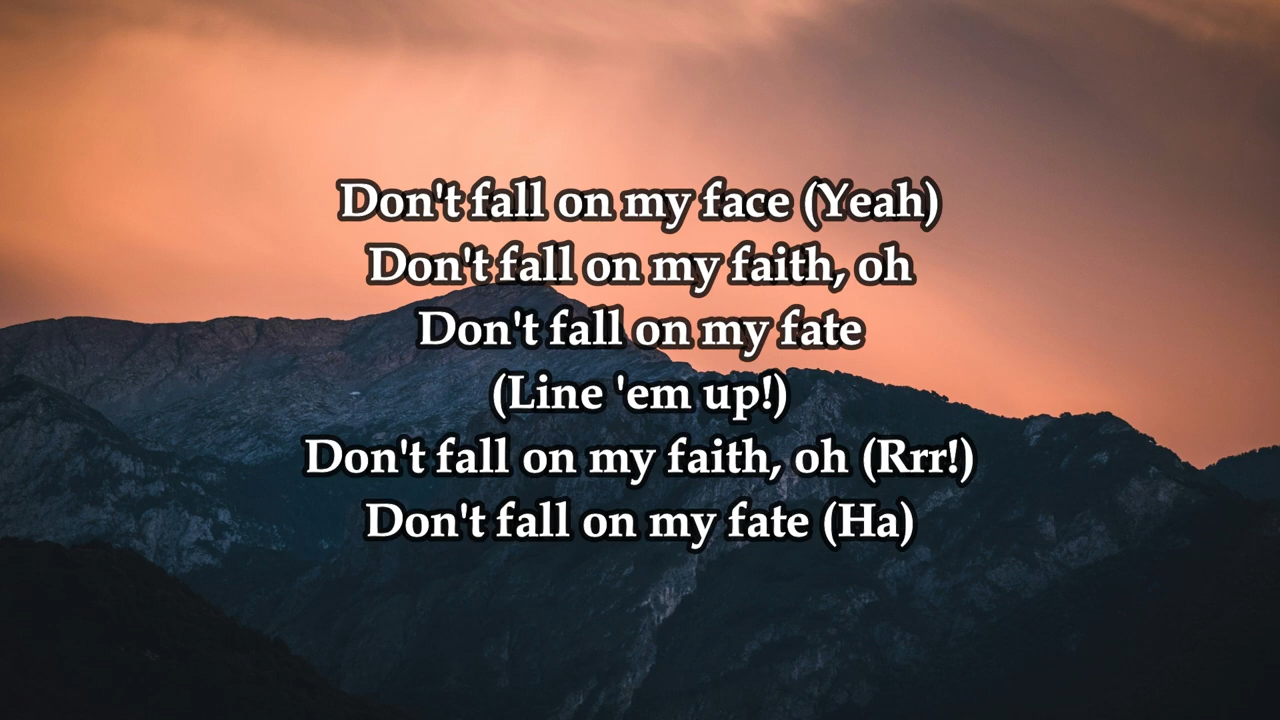 Don't fall on my face (Yeah)
Don't fall on my faith, oh
Don't fall on my fate
(Line 'em up!)
Don't fall on my faith, oh (Rrr!)
Don't fall on my fate (Ha)